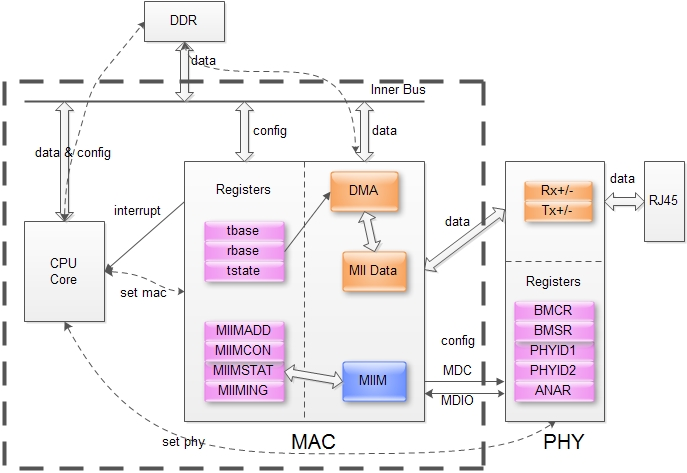 DDR
data
Inner Bus
data & config
config
data
Registers
DMA
Rx+/-
Tx+/-
data
RJ45
interrupt
tbase
rbase
tstate
data
CPU
Core
MII Data
set mac
Registers
BMCR
BMSR
PHYID1
PHYID2
ANAR
MIIMADD
MIIMCON
MIIMSTAT
MIIMING
MIIM
config
MDC
MDIO
set phy
MAC
PHY